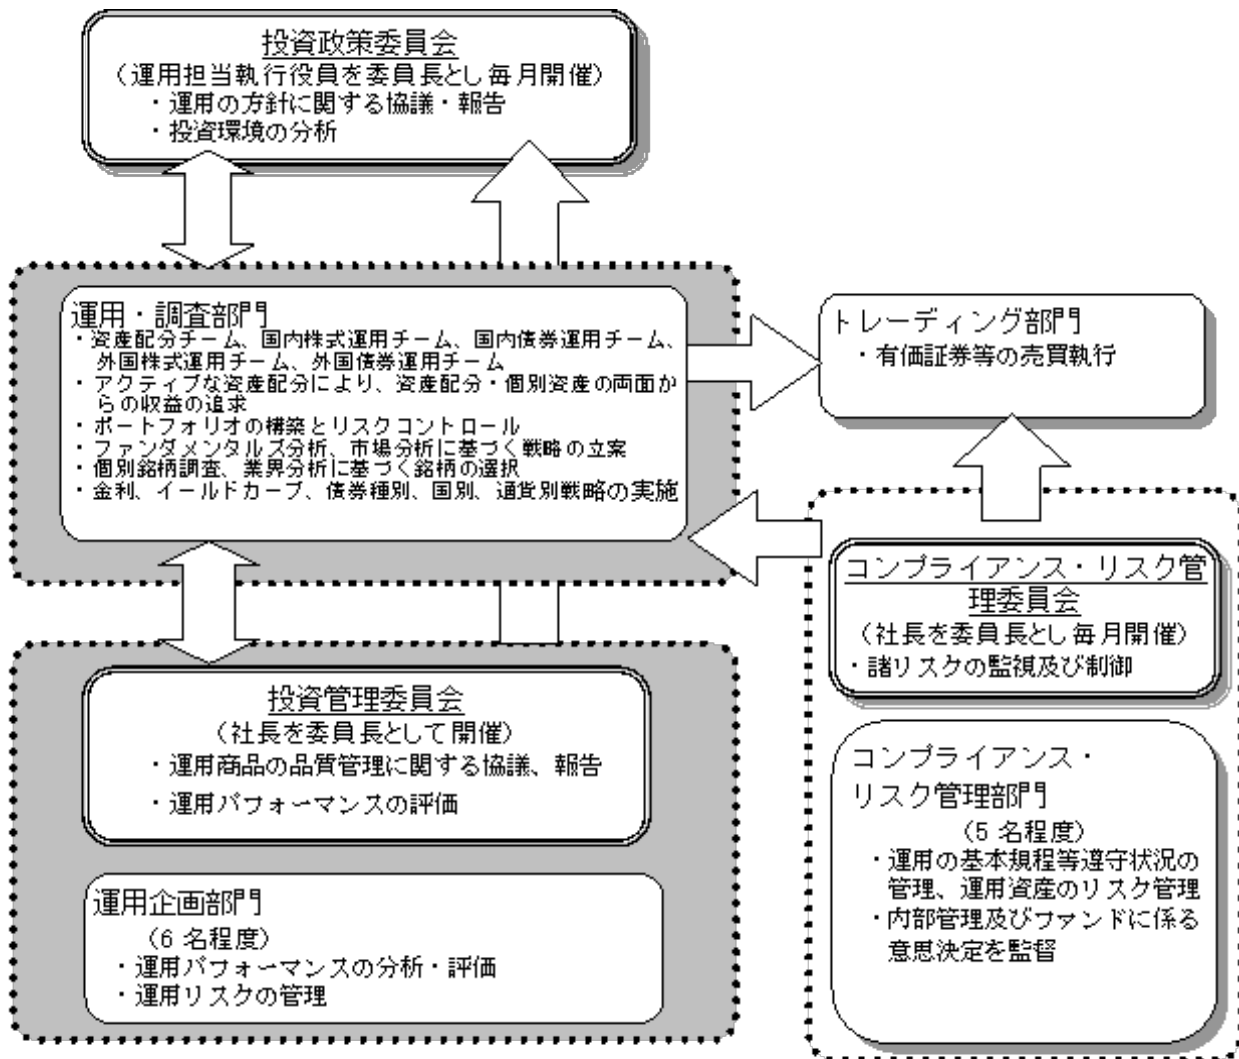 投資政策委員会
（運用担当執行役員を委員長とし毎月開催）
・運用の方針に関する協議・報告
・投資環境の分析
運用・調査部門
・資産配分チーム、国内株式運用チーム、国内債券運用チーム、
外国株式運用チーム、外国債券運用チーム
・アクティブな資産配分により、資産配分・個別資産の両面か
らの収益の追求
・ポートフォリオの構築とリスクコントロール
・ファンダメンタルズ分析、市場分析に基づく戦略の立案
・個別銘柄調査、業界分析に基づく銘柄の選択
・金利、イールドカーブ、債券種別、国別、通貨別戦略の実施
トレーディング部門
・有価証券等の売買執行
コンプライアンス・リスク管
理委員会
（社長を委員長とし毎月開催）
・諸リスクの監視及び制御
投資管理委員会
（社長を委員長として開催）
・運用商品の品質管理に関する協議、報告
・運用パフォーマンスの評価
コンプライアンス・
リスク管理部門
（5 名程度）
・運用の基本規程等遵守状況の
管理、運用資産のリスク管理
・内部管理及びファンドに係る
意思決定を監督
運用企画部門
（6 名程度）
・運用パフォーマンスの分析・評価
・運用リスクの管理